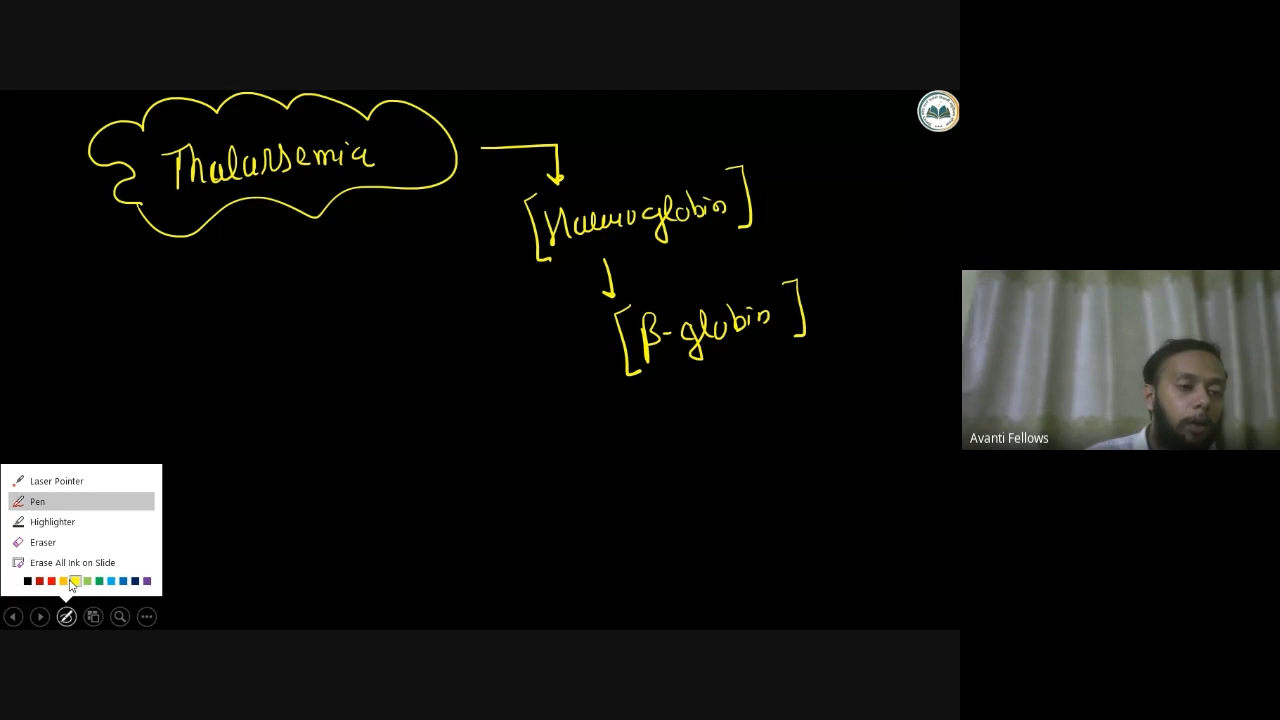 Thalassemia
[Haemoglobin]
[β-globin]
Avanti Fellows
Laser Pointer
Pen
Highlighter
Eraser
Erase All Ink on Slide